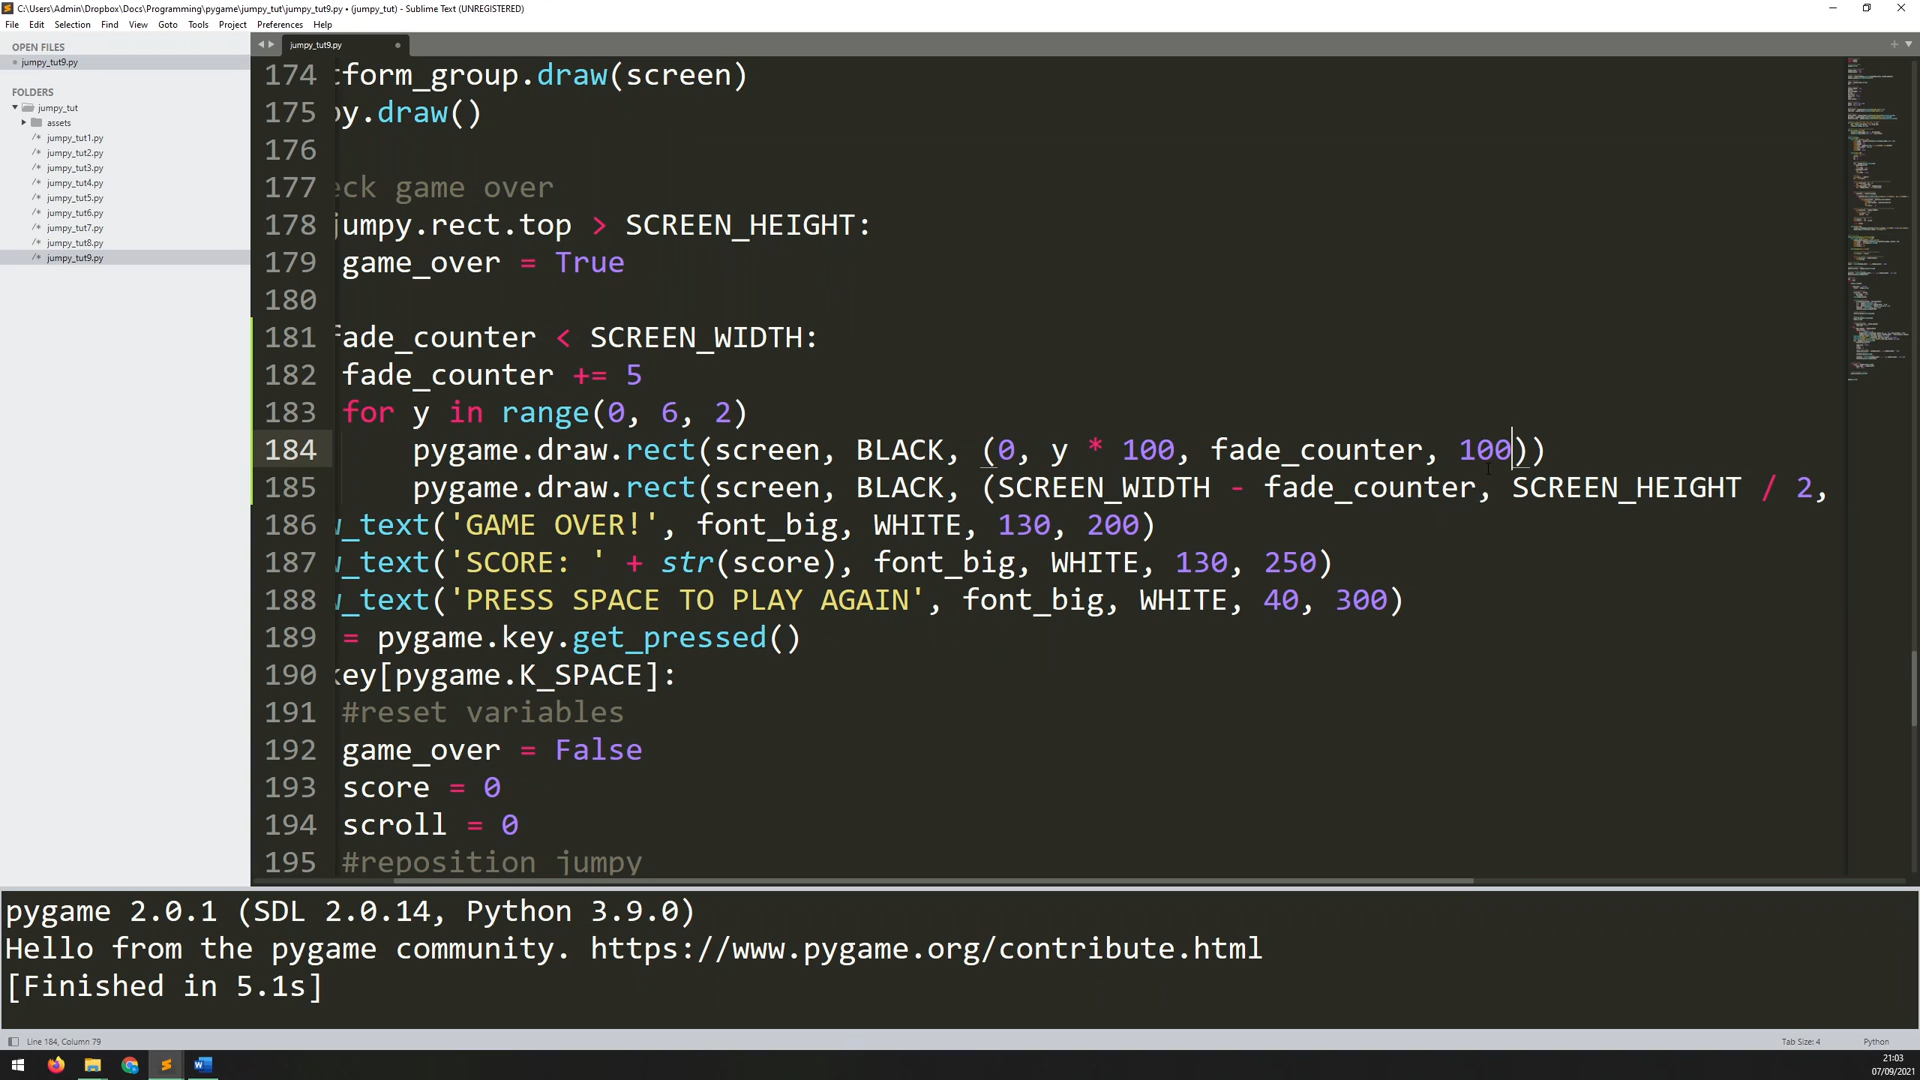 C:\Users\Admin\Dropbox\Docs\Programming\pygame\jumpy_tut\jumpy_tut9.py • (jumpy_tut) - Sublime Text (UNREGISTERED)
File Edit Selection Find View Goto Tools Project Preferences Help
OPEN FILES
jumpy_tut9.py
FOLDERS
jumpy_tut
assets
/* jumpy_tut1.py
/* jumpy_tut2.py
/* jumpy_tut3.py
/* jumpy_tut4.py
/* jumpy_tut5.py
/* jumpy_tut6.py
/* jumpy_tut7.py
/* jumpy_tut8.py
/* jumpy_tut9.py
jumpy_tut9.py
174 tform_group.draw(screen)
175 py.draw()
176
177 eck game over
178 jumpy.rect.top > SCREEN_HEIGHT:
179 game_over = True
180
181 fade_counter < SCREEN_WIDTH:
182 fade_counter += 5
183 for y in range(0, 6, 2)
184 pygame.draw.rect(screen, BLACK, (0, y * 100, fade_counter, 100))
185 pygame.draw.rect(screen, BLACK, (SCREEN_WIDTH - fade_counter, SCREEN_HEIGHT / 2,
186 w_text('GAME OVER!', font_big, WHITE, 130, 200)
187 w_text('SCORE: ' + str(score), font_big, WHITE, 130, 250)
188 w_text('PRESS SPACE TO PLAY AGAIN', font_big, WHITE, 40, 300)
189 = pygame.key.get_pressed()
190 key[pygame.K_SPACE]:
191 #reset variables
192 game_over = False
193 score = 0
194 scroll = 0
195 #reposition jumpy
pygame 2.0.1 (SDL 2.0.14, Python 3.9.0)
Hello from the pygame community. https://www.pygame.org/contribute.html
[Finished in 5.1s]
Line 184, Column 79
Tab Size: 4
Python
21:03
07/09/2021